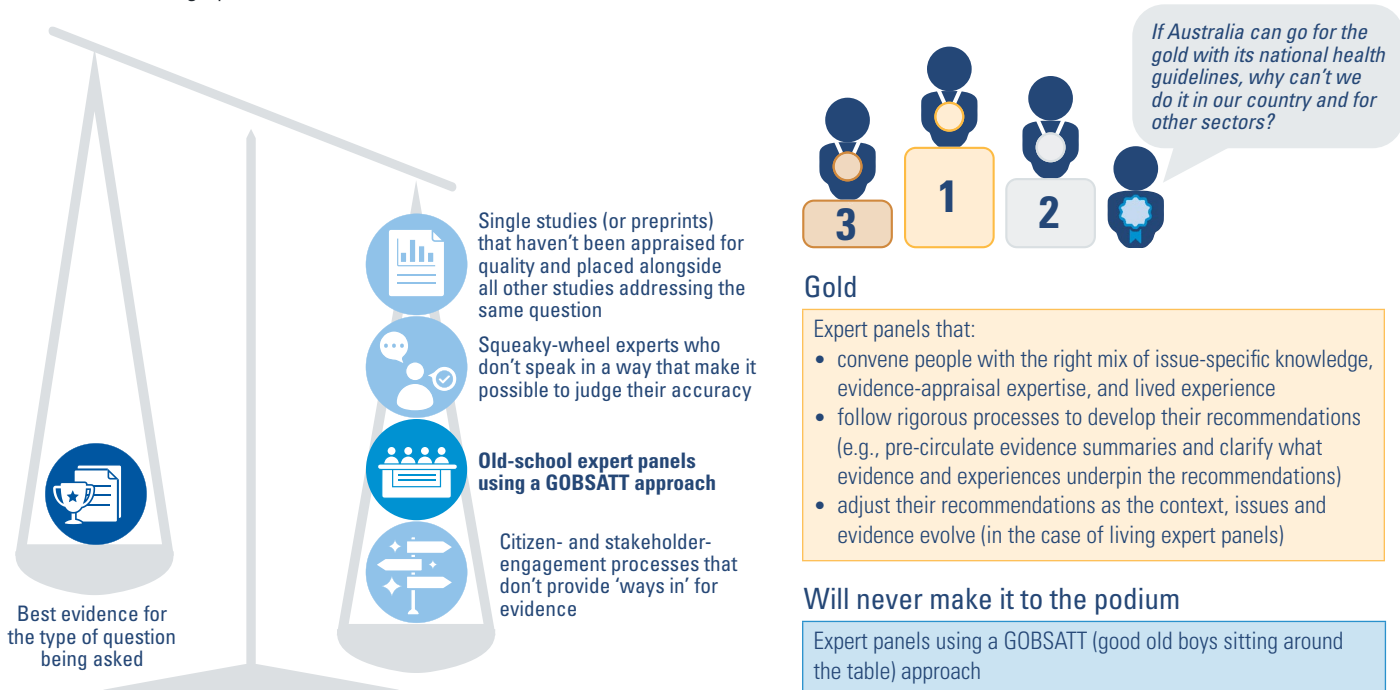 Single studies (or preprints)
that haven't been appraised for
quality and placed alongside
all other studies addressing the
same question
Squeaky-wheel experts who
don't speak in a way that make it
possible to judge their accuracy
Old-school expert panels
using a GOBSATT approach
Citizen- and stakeholder-
engagement processes that
don't provide 'ways in' for
evidence
Best evidence for
the type of question
being asked
If Australia can go for the
gold with its national health
guidelines, why can't we
do it in our country and for
other sectors?
3
1
2
Gold
Expert panels that:
• convene people with the right mix of issue-specific knowledge,
evidence-appraisal expertise, and lived experience
• follow rigorous processes to develop their recommendations
(e.g., pre-circulate evidence summaries and clarify what
evidence and experiences underpin the recommendations)
• adjust their recommendations as the context, issues and
evidence evolve (in the case of living expert panels)
Will never make it to the podium
Expert panels using a GOBSATT (good old boys sitting around
the table) approach